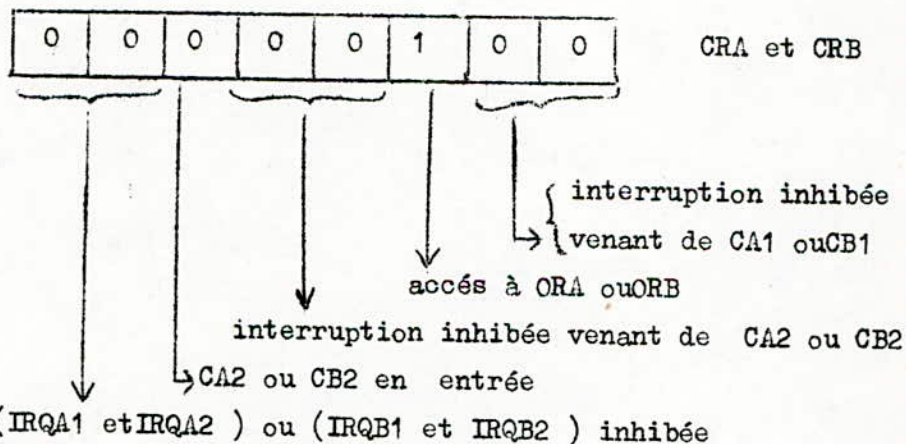 0 0 0 0 0 1 0 0 CRA et CRB
interruption inhibée
venant de CA1 ouCB1
accés à ORA ouORB
interruption inhibée venant de CA2 ou CB2
CA2 ou CB2 en entrée
(IRQA1 etIRQA2 ) ou (IRQB1 et IRQB2 ) inhibée